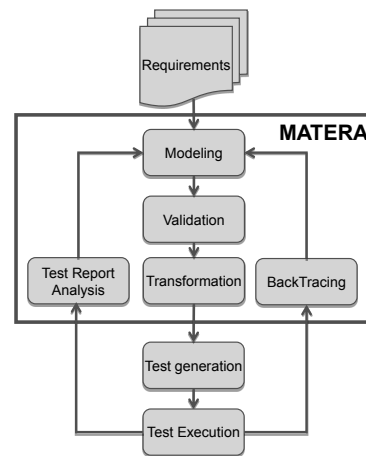 Requirements
MATERA
Modeling
Validation
Test Report
Analysis
Transformation
BackTracing
Test generation
Test Execution